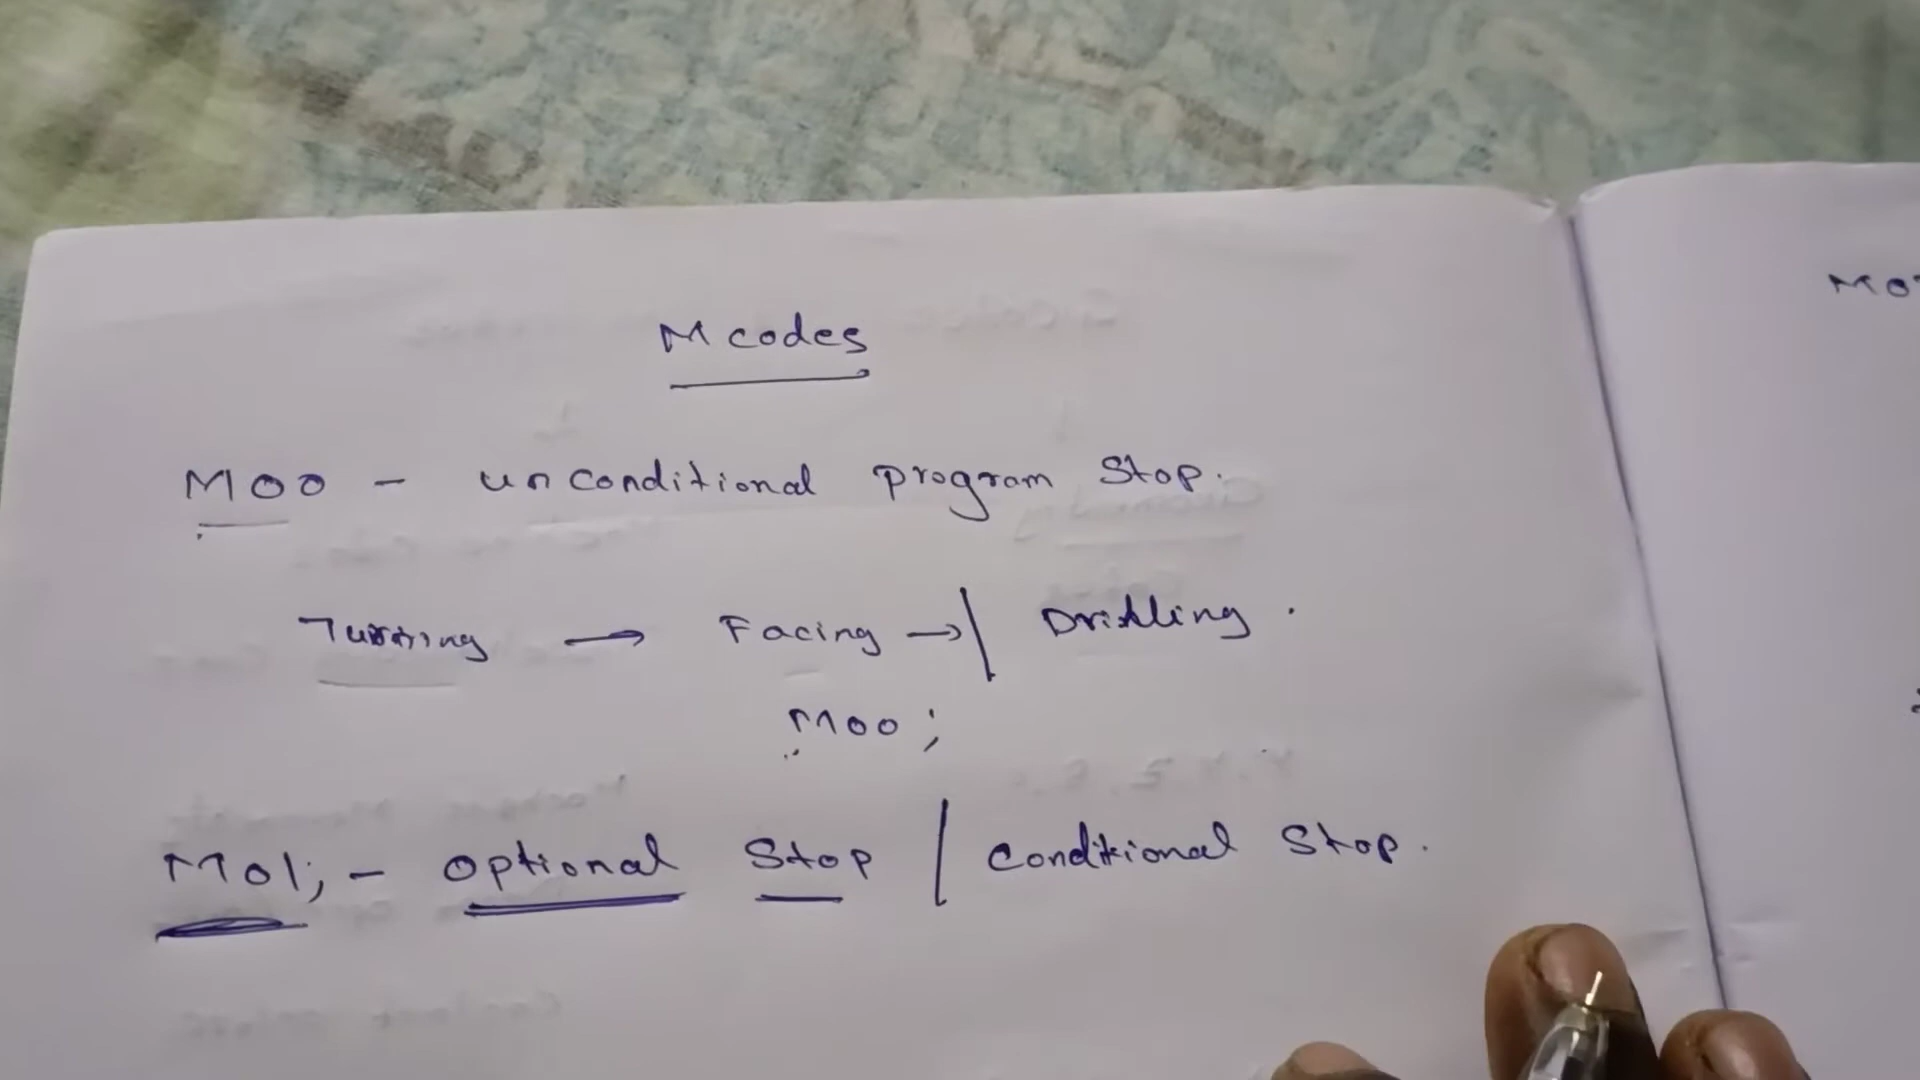 M codes
M00 - unconditional program Stop.
Turning → Facing → | Drilling .
M00 ;
M01; - optional Stop / conditional Stop.